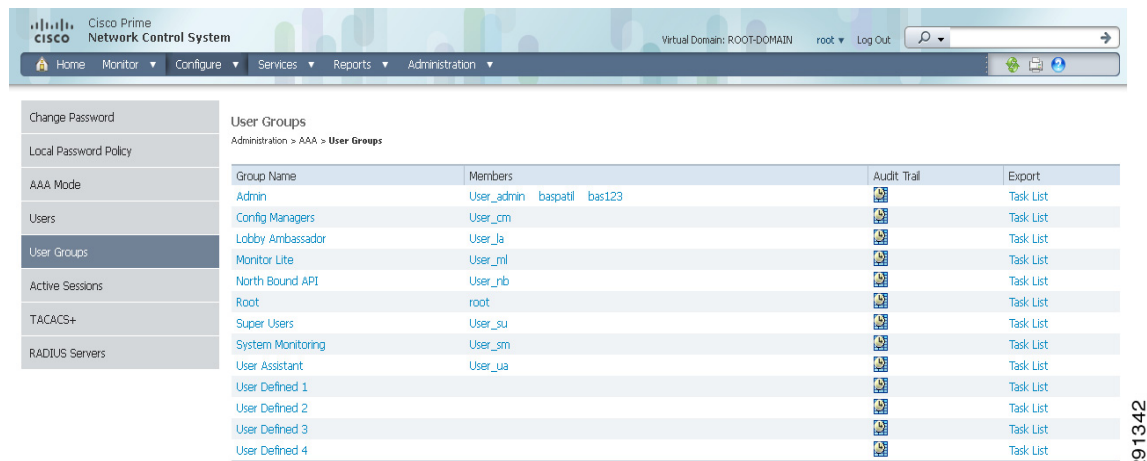 Cisco Prime
CISCO Network Control System
Virtual Domain: ROOT-DOMAIN root Log Out
Home Monitor Configure Services Reports Administration
Change Password
Local Password Policy
AAA Mode
Users
User Groups
Active Sessions
TACACS+
RADIUS Servers
User Groups
Administration > AAA > User Groups
Group Name Members Audit Trail Export
Admin User_admin baspatil bas123 Task List
Config Managers User_cm Task List
Lobby Ambassador User_la Task List
Monitor Lite User_ml Task List
North Bound API User_nb Task List
Root root Task List
Super Users User_su Task List
System Monitoring User_sm Task List
User Assistant User_ua Task List
User Defined 1 Task List
User Defined 2 Task List
User Defined 3 Task List
User Defined 4 Task List